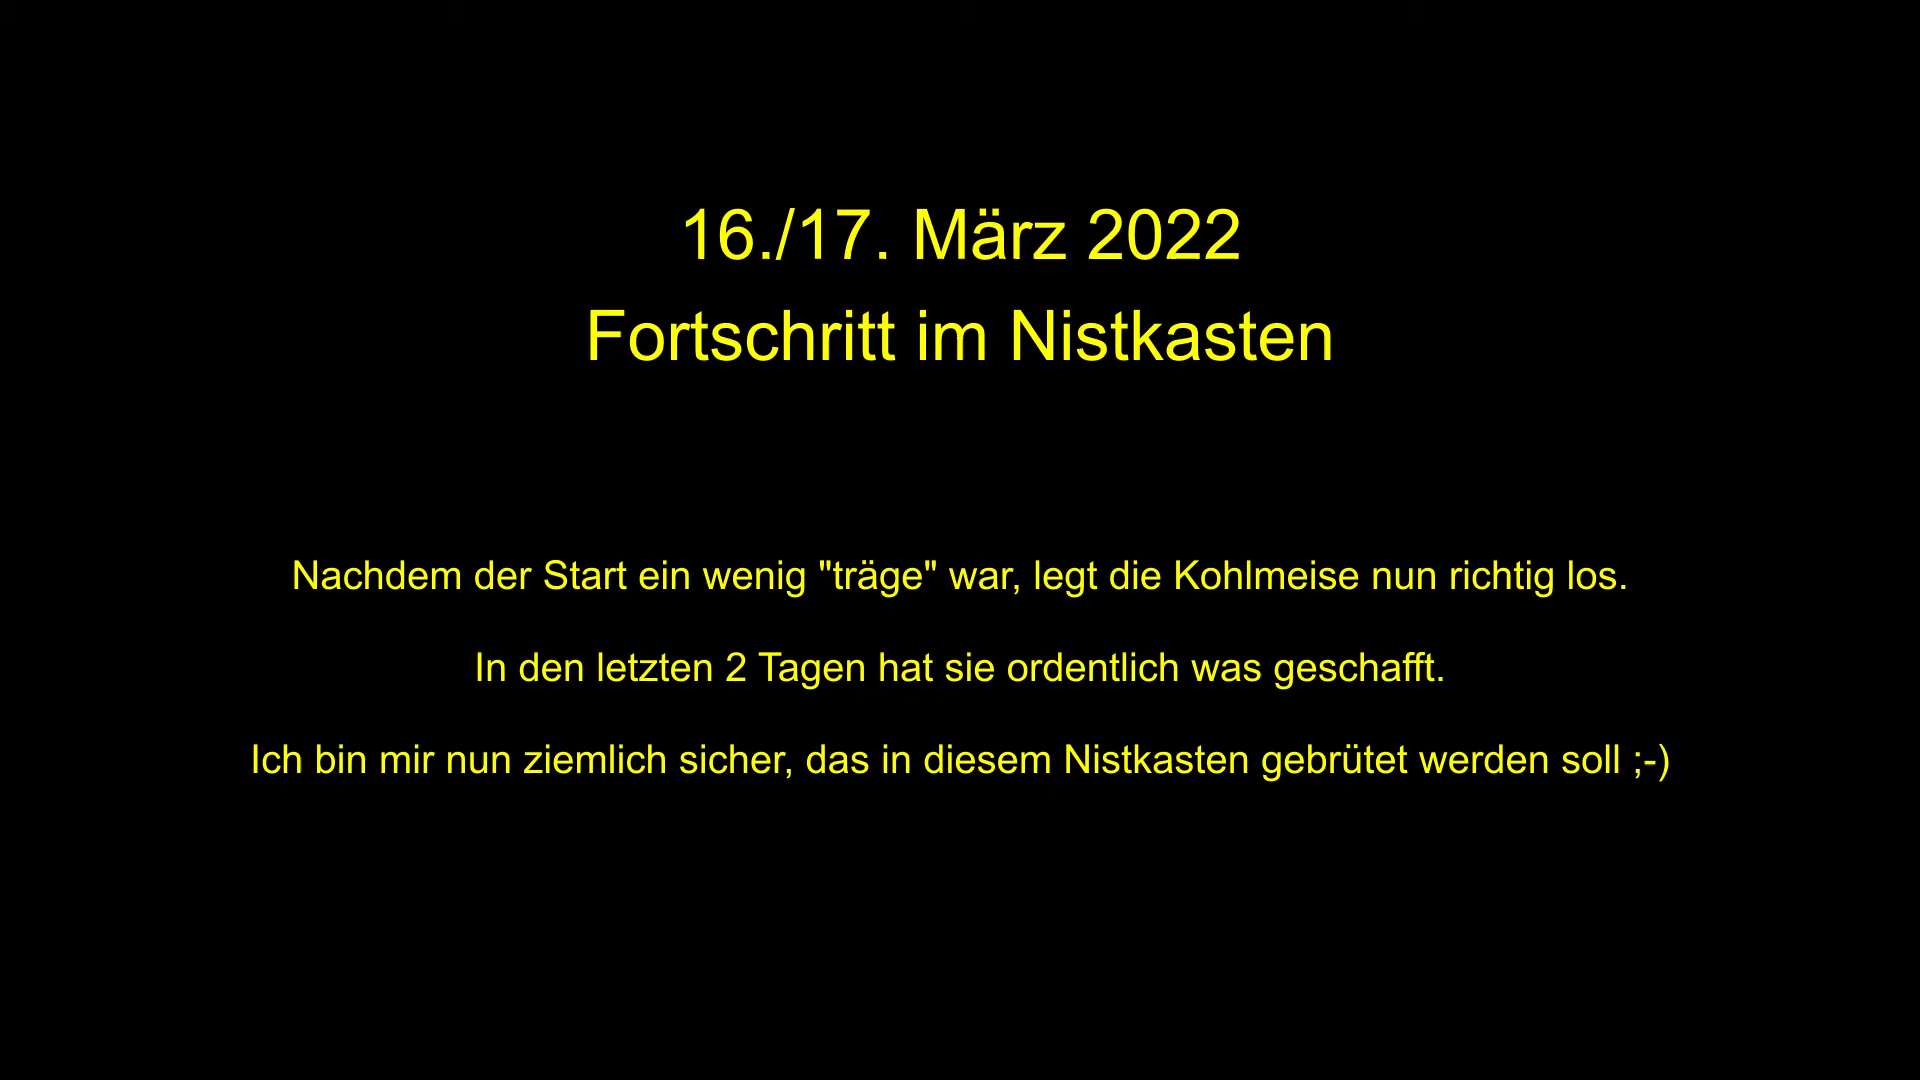 16./17. März 2022
Fortschritt im Nistkasten
Nachdem der Start ein wenig "träge" war, legt die Kohlmeise nun richtig los.
In den letzten 2 Tagen hat sie ordentlich was geschafft.
Ich bin mir nun ziemlich sicher, das in diesem Nistkasten gebrütet werden soll ;-)